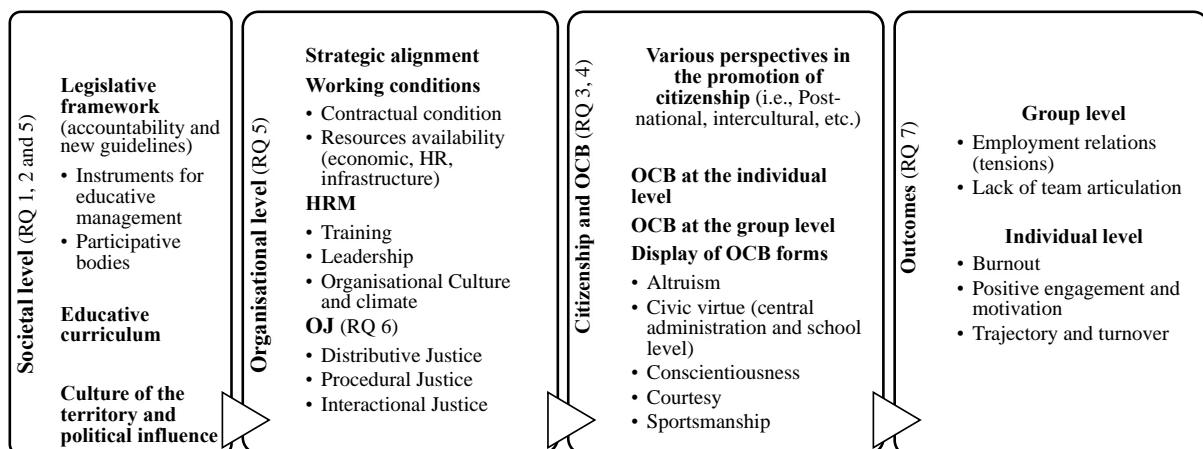 Societal level (RQ 1, 2 and 5)
Legislative
framework
(accountability and
new guidelines)
• Instruments for
educative
management
• Participative
bodies
Educative
curriculum
Culture of the
territory and
political influence
Organisational level (RQ 5)
Strategic alignment
Working conditions
• Contractual condition
• Resources availability
(economic, HR,
infrastructure)
HRM
• Training
• Leadership
• Organisational Culture
and climate
OJ (RQ 6)
• Distributive Justice
• Procedural Justice
• Interactional Justice
Citizenship and OCB (RQ 3, 4)
Various perspectives in
the promotion of
citizenship (i.e., Post-
national, intercultural, etc.)
OCB at the individual
level
OCB at the group level
Display of OCB forms
• Altruism
• Civic virtue (central
administration and school
level)
• Conscientiousness
• Courtesy
• Sportsmanship
Outcomes (RQ 7)
Group level
• Employment relations
(tensions)
• Lack of team articulation
Individual level
• Burnout
• Positive engagement and
motivation
• Trajectory and turnover